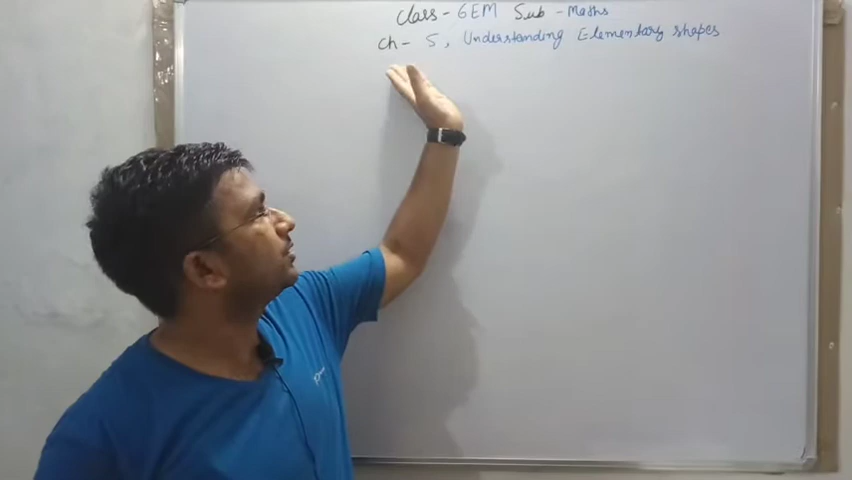 Class - 6EM Sub - Maths
Ch - 5, Understanding Elementary shapes